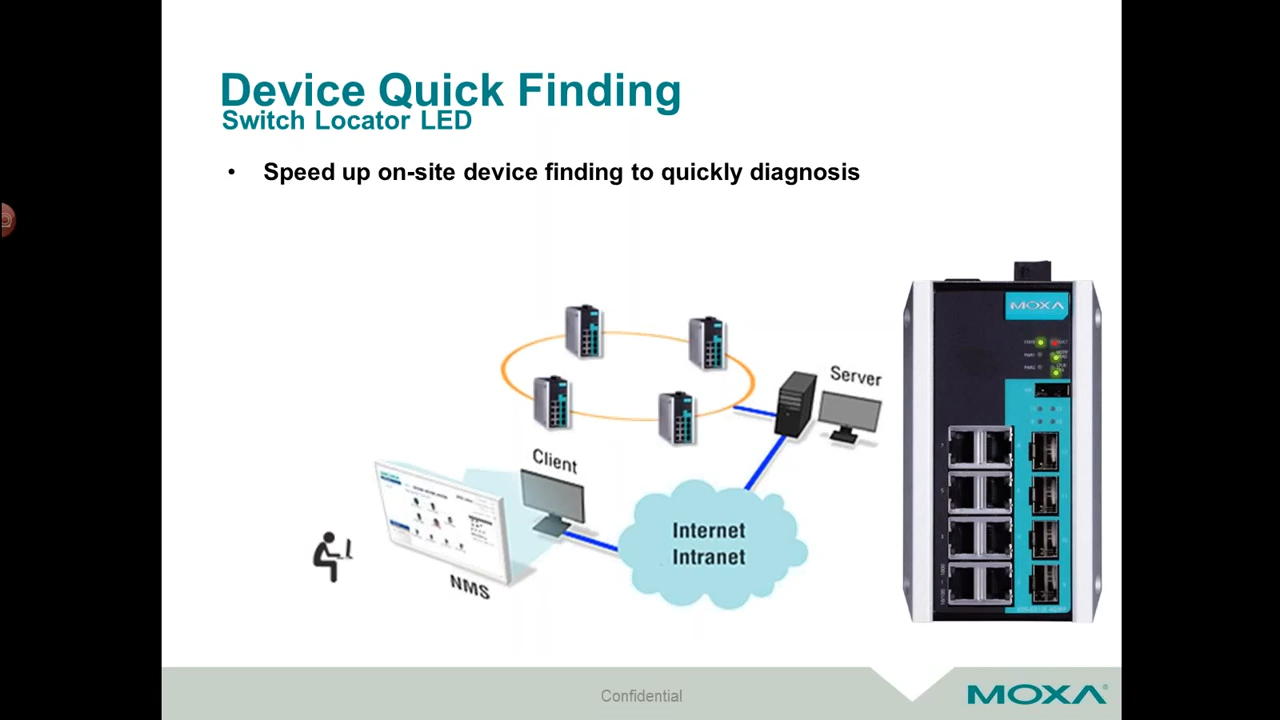 Device Quick Finding
Switch Locator LED
• Speed up on-site device finding to quickly diagnosis
MOXA
Server
Client
Internet
Intranet
NMS
Confidential
MOXA®